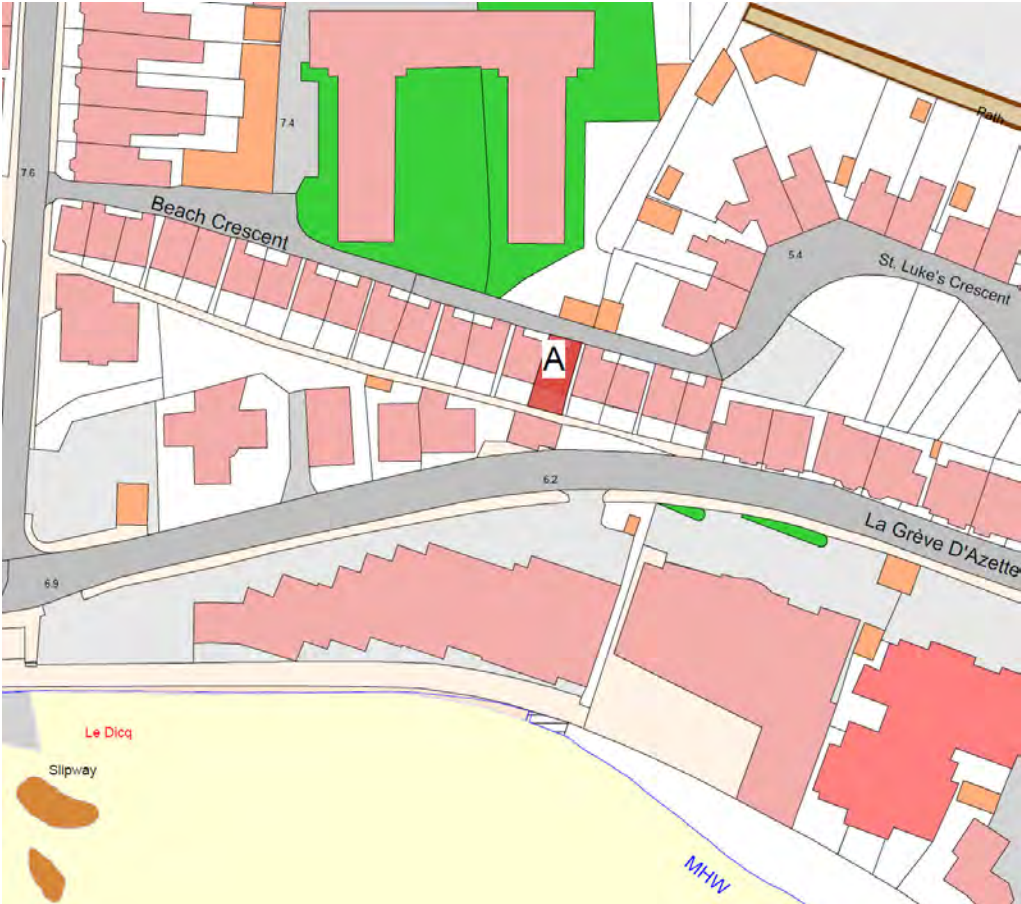 Path
7.4
7.6
Beach Crescent
5.4
St. Luke's Crescent
A
6.2
La Grève D'Azette
6.9
Le Dicq
Slipway
MHW